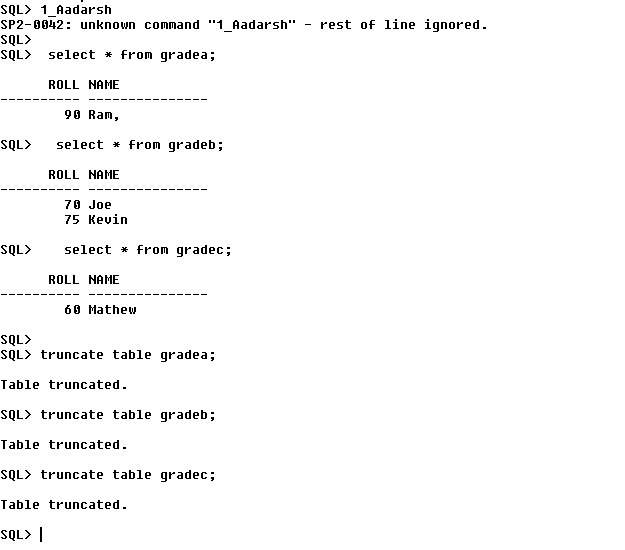 SQL> 1_Aadarsh
SP2-0042: unknown command "1_Aadarsh" - rest of line ignored.
SQL>
SQL>  select * from gradea;
      ROLL NAME
---------- ---------------
        90 Ram,
SQL>   select * from gradeb;
      ROLL NAME
---------- ---------------
        70 Joe
        75 Kevin
SQL>    select * from gradec;
      ROLL NAME
---------- ---------------
        60 Mathew
SQL>
SQL> truncate table gradea;
Table truncated.
SQL> truncate table gradeb;
Table truncated.
SQL> truncate table gradec;
Table truncated.
SQL>